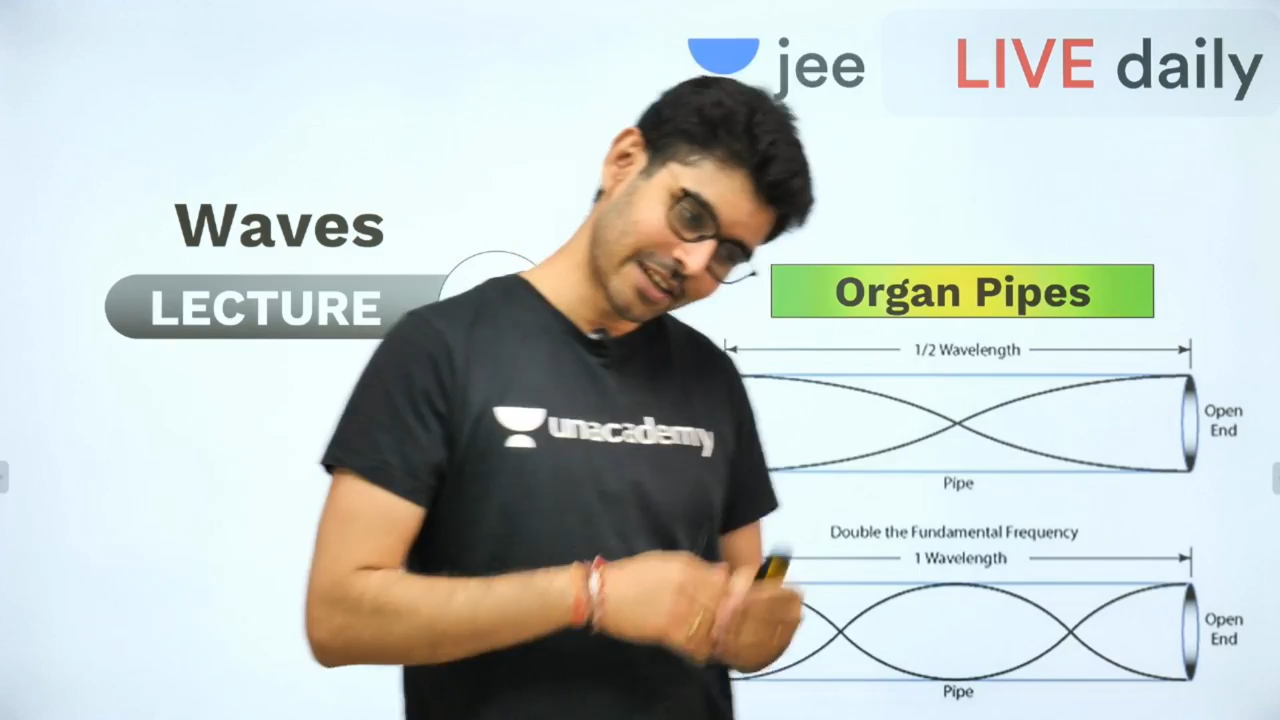 jee
LIVE daily
Waves
LECTURE
Organ Pipes
1/2 Wavelength
Open
End
Pipe
unacademy
Double the Fundamental Frequency
1 Wavelength
Open
End
Pipe